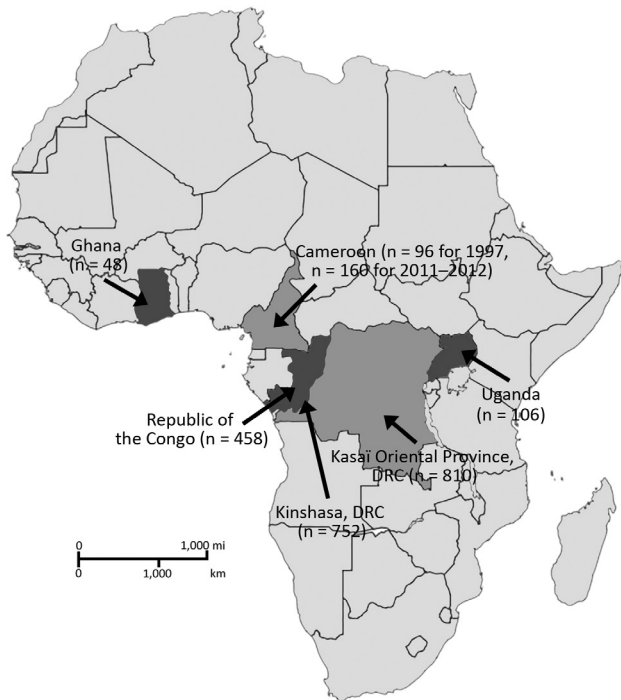 Ghana
(n = 48)
Cameroon (n = 96 for 1997,
n = 160 for 2011–2012)
Uganda
(n = 106)
Republic of
the Congo (n = 458)
Kasaï Oriental Province,
DRC (n = 810)
Kinshasa, DRC
(n = 752)
0 1,000 mi
0 1,000 km